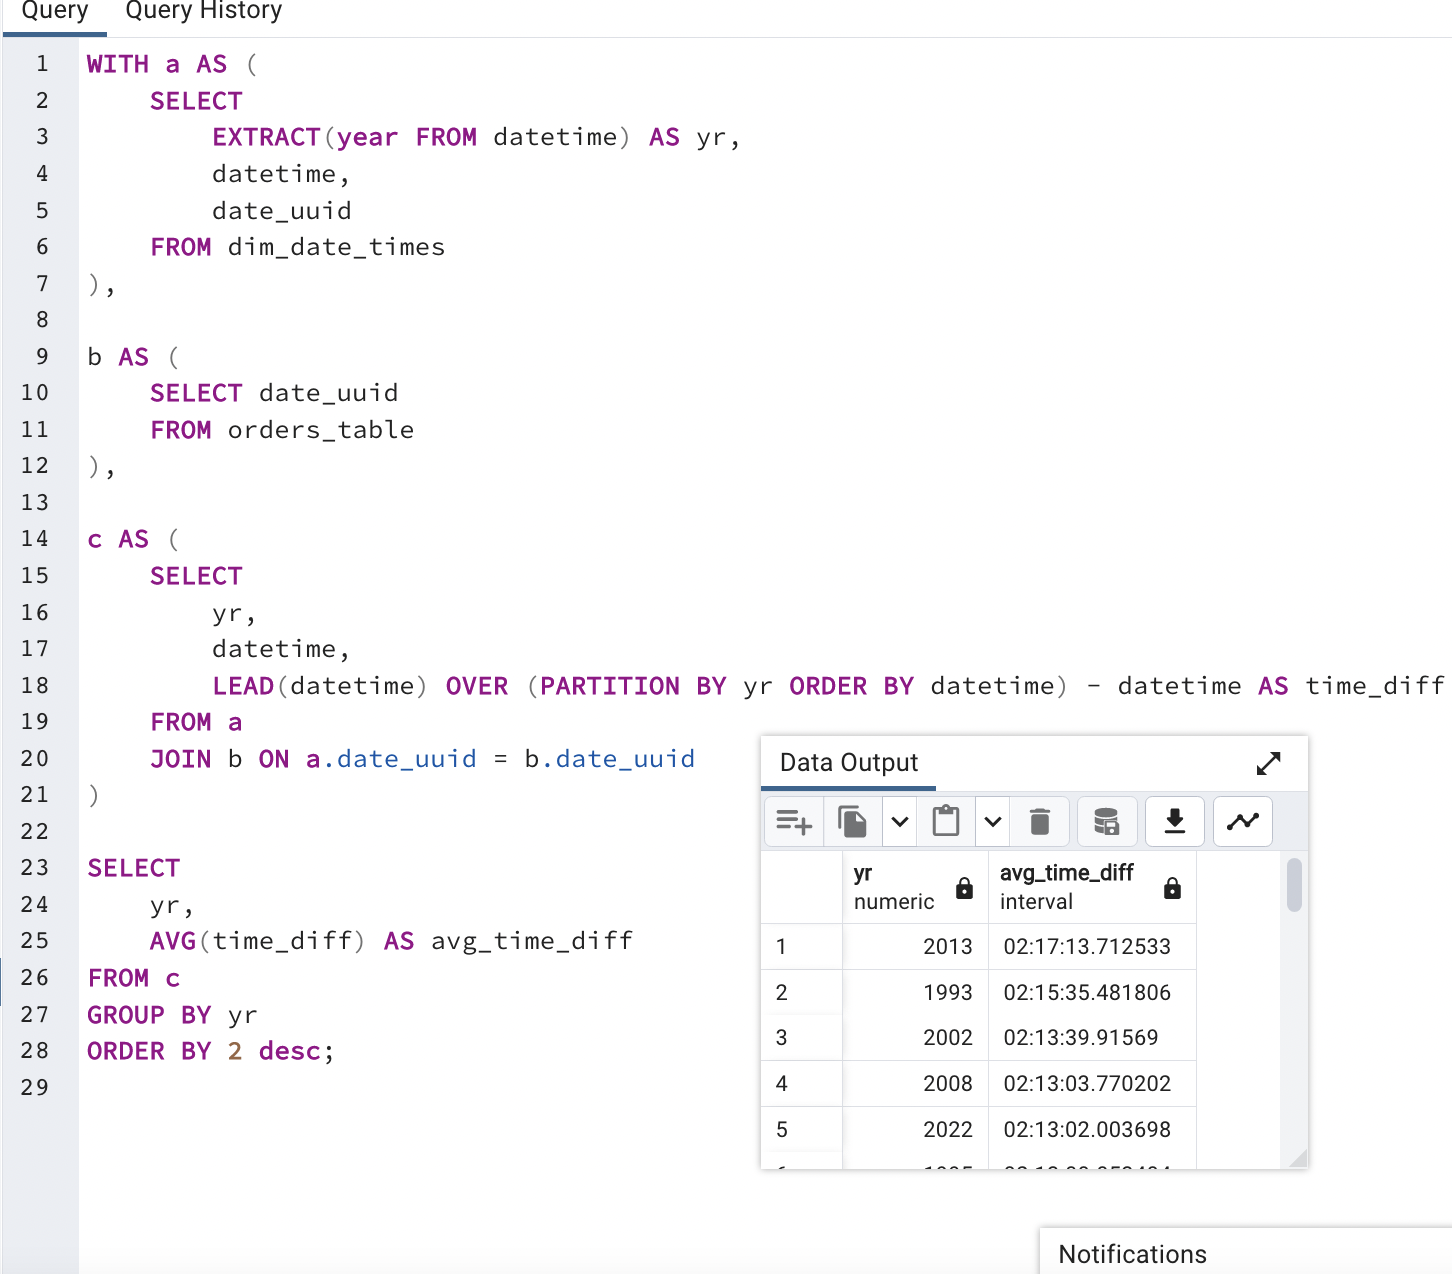 Query Query History
1 WITH a AS (
2 SELECT
3 EXTRACT(year FROM datetime) AS yr,
4 datetime,
5 date_uuid
6 FROM dim_date_times
7 ),
8
9 b AS (
10 SELECT date_uuid
11 FROM orders_table
12 ),
13
14 c AS (
15 SELECT
16 yr,
17 datetime,
18 LEAD(datetime) OVER (PARTITION BY yr ORDER BY datetime) - datetime AS time_diff
19 FROM a
20 JOIN b ON a.date_uuid = b.date_uuid
21 )
22
23 SELECT
24 yr,
25 AVG(time_diff) AS avg_time_diff
26 FROM c
27 GROUP BY yr
28 ORDER BY 2 desc;
29
Data Output
yr avg_time_diff
numeric interval
1 2013 02:17:13.712533
2 1993 02:15:35.481806
3 2002 02:13:39.91569
4 2008 02:13:03.770202
5 2022 02:13:02.003698
Notifications